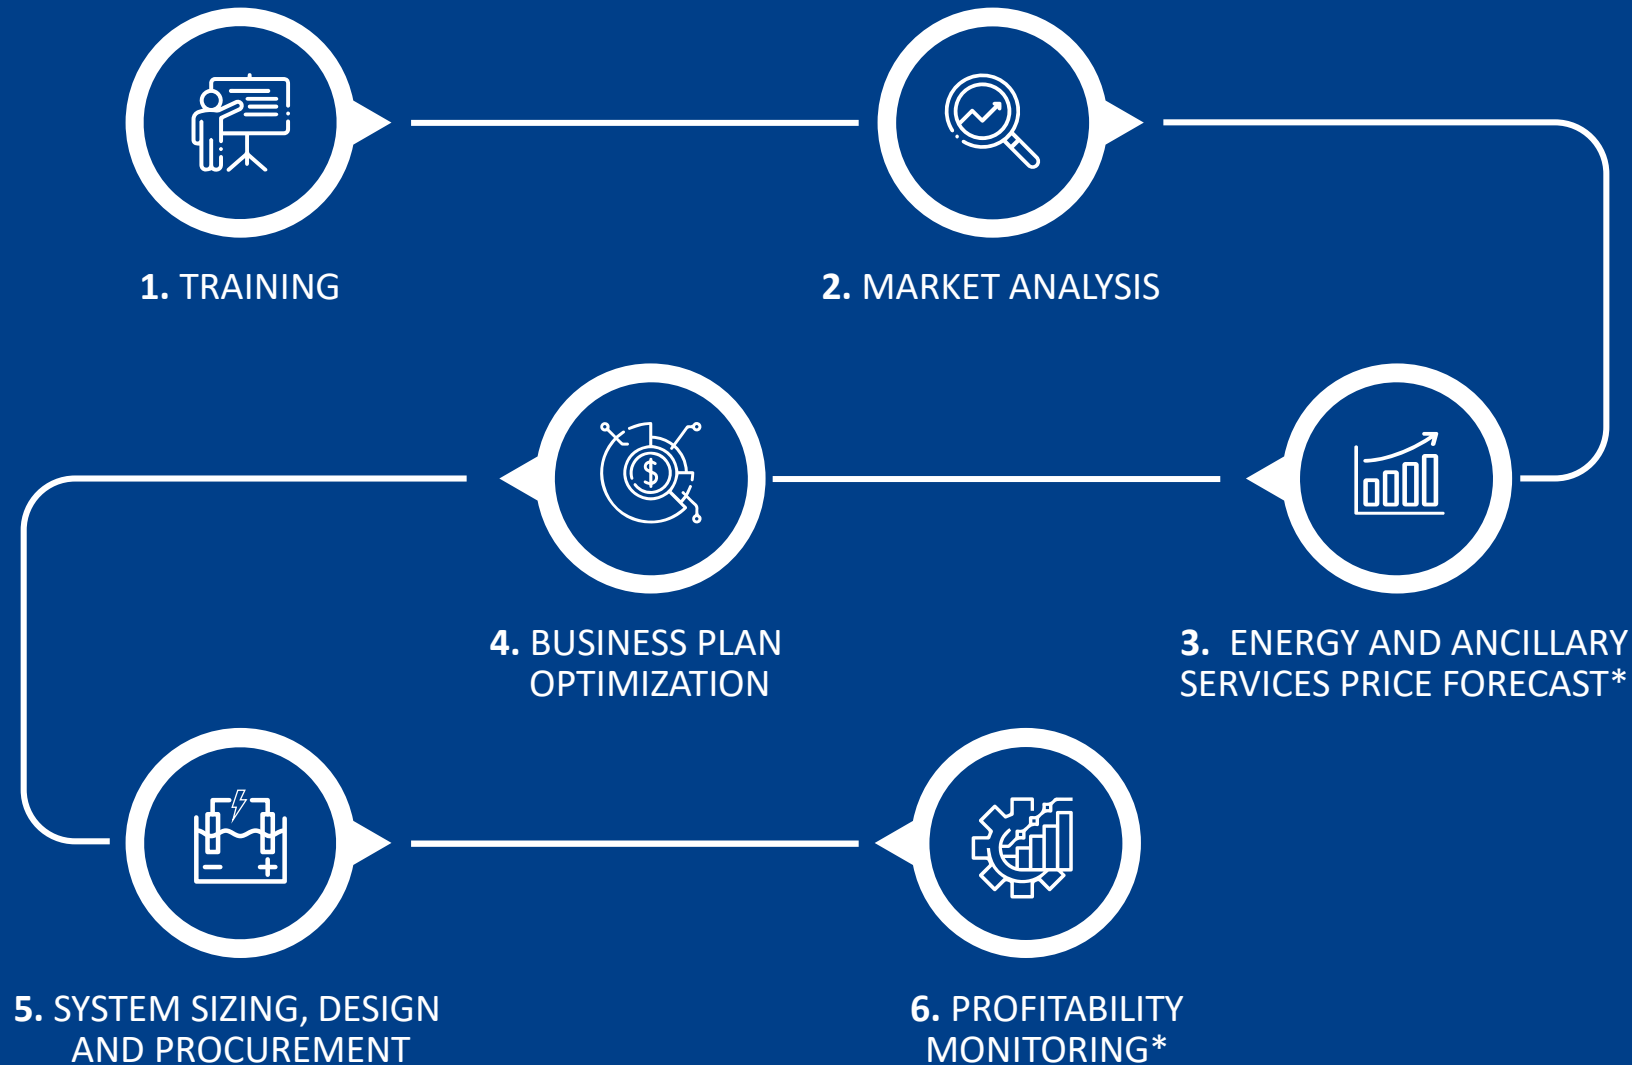 1. TRAINING
2. MARKET ANALYSIS
3. ENERGY AND ANCILLARY
SERVICES PRICE FORECAST*
4. BUSINESS PLAN
OPTIMIZATION
$
5. SYSTEM SIZING, DESIGN
AND PROCUREMENT
6. PROFITABILITY
MONITORING*